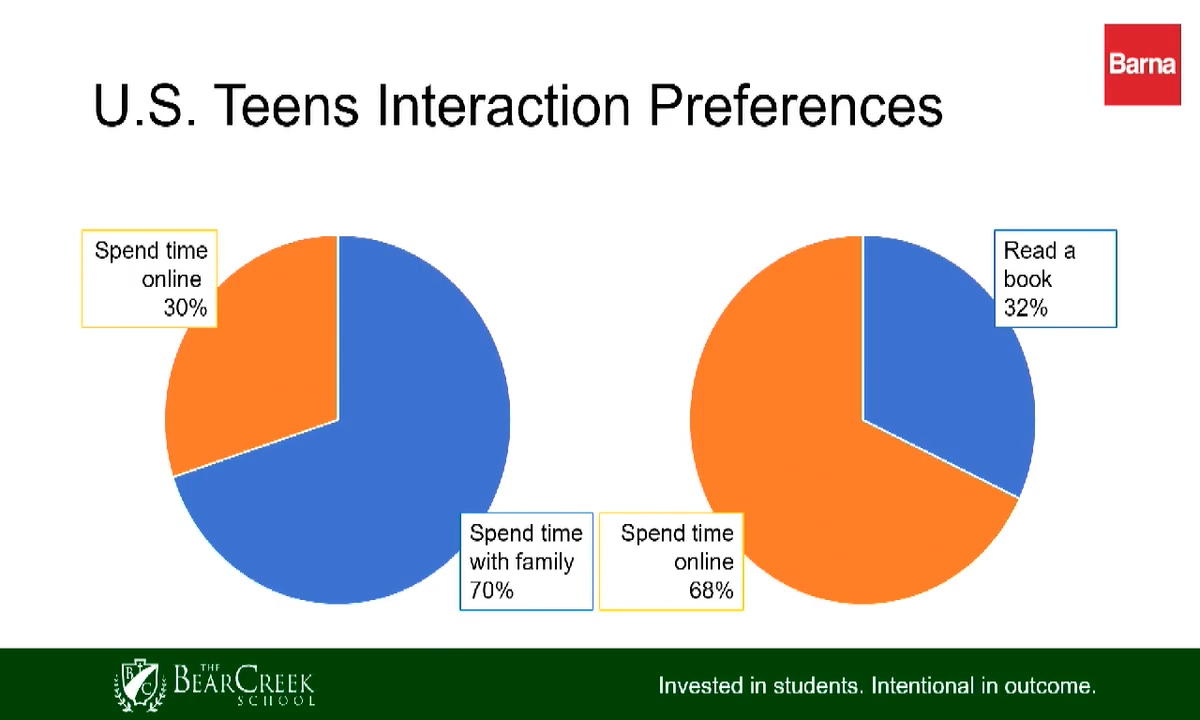 Barna
U.S. Teens Interaction Preferences
Spend time
online
30%
Spend time
with family
70%
Read a
book
32%
Spend time
online
68%
B C
THE
BEARCREEK
SCHOOL
Invested in students. Intentional in outcome.